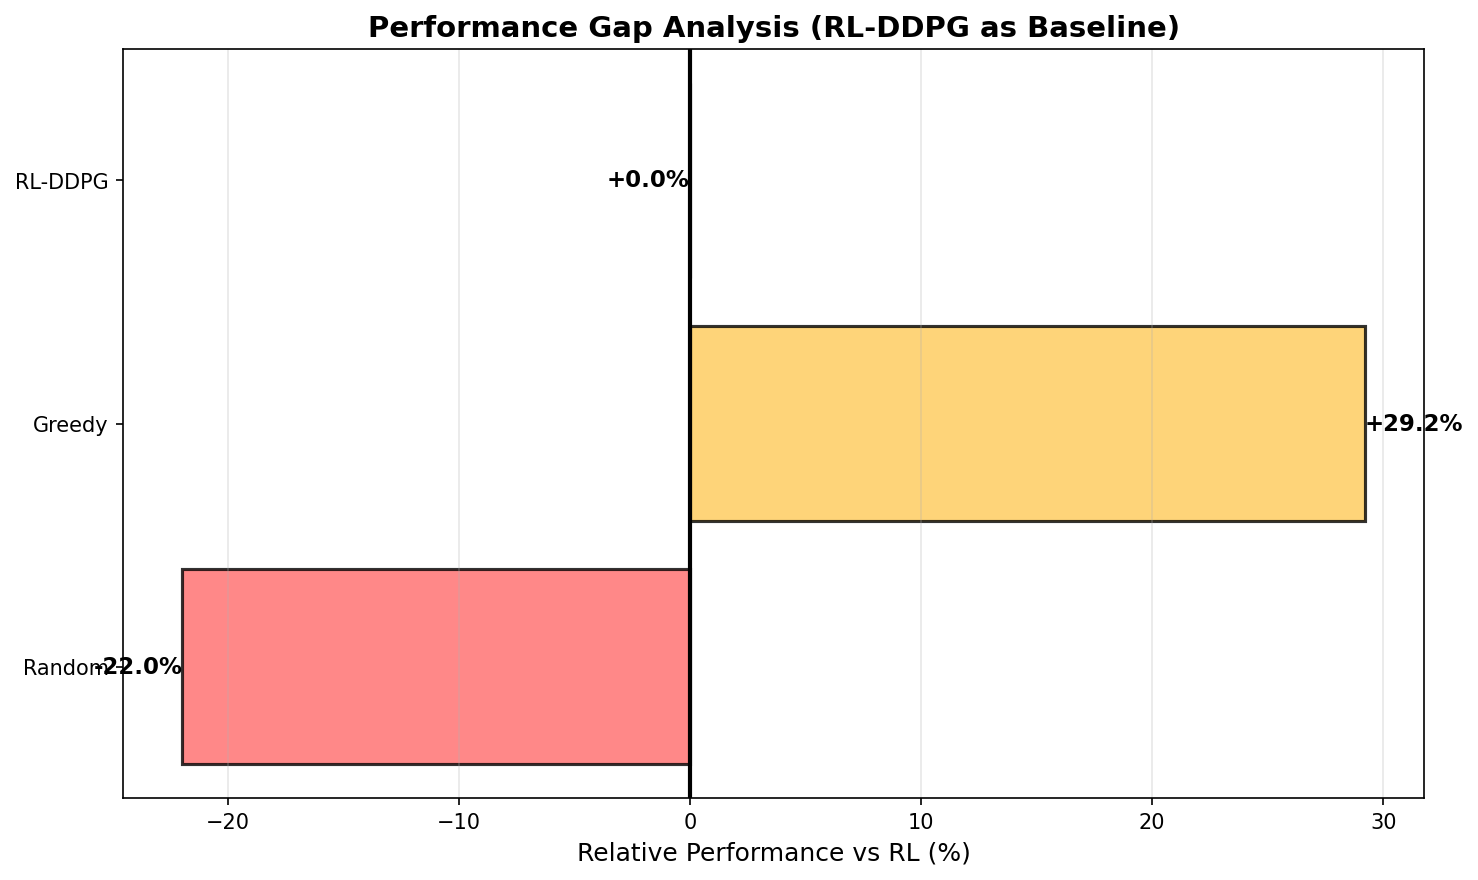 Performance Gap Analysis (RL-DDPG as Baseline)
RL-DDPG
+0.0%
Greedy
+29.2%
Random
-22.0%
−20 −10 0 10 20 30
Relative Performance vs RL (%)